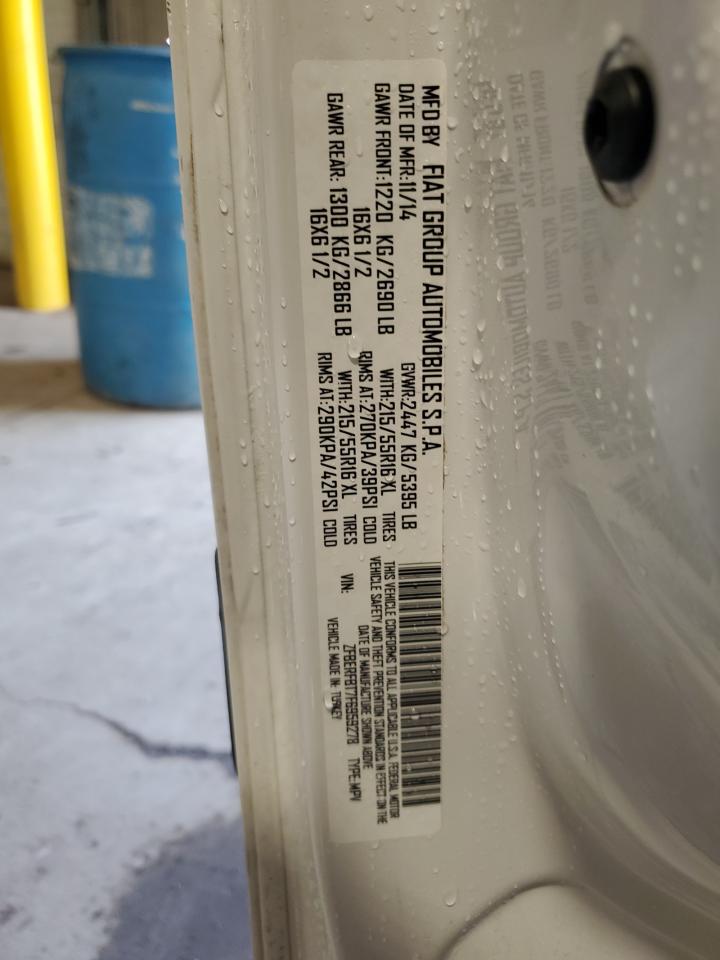 MFD BY FIAT GROUP AUTOMOBILES S.P.A.
DATE OF MFR:11/14 GVWR:2447 KG/5395 LB
GAWR FRONT:1220 KG/2690 LB WITH:215/55R16 XL TIRES
16X6 1/2 RIMS AT:270KPA/39PSI COLD
GAWR REAR: 1300 KG/2866 LB WITH:215/55R16 XL TIRES
16X6 1/2 RIMS AT:290KPA/42PSI COLD
THIS VEHICLE CONFORMS TO ALL APPLICABLE U.S.A. FEDERAL MOTOR
VEHICLE SAFETY AND THEFT PREVENTION STANDARDS IN EFFECT ON THE
DATE OF MANUFACTURE SHOWN ABOVE
VIN: ZFBERFBT7F6959278 TYPE:MPV
VEHICLE MADE IN: TURKEY